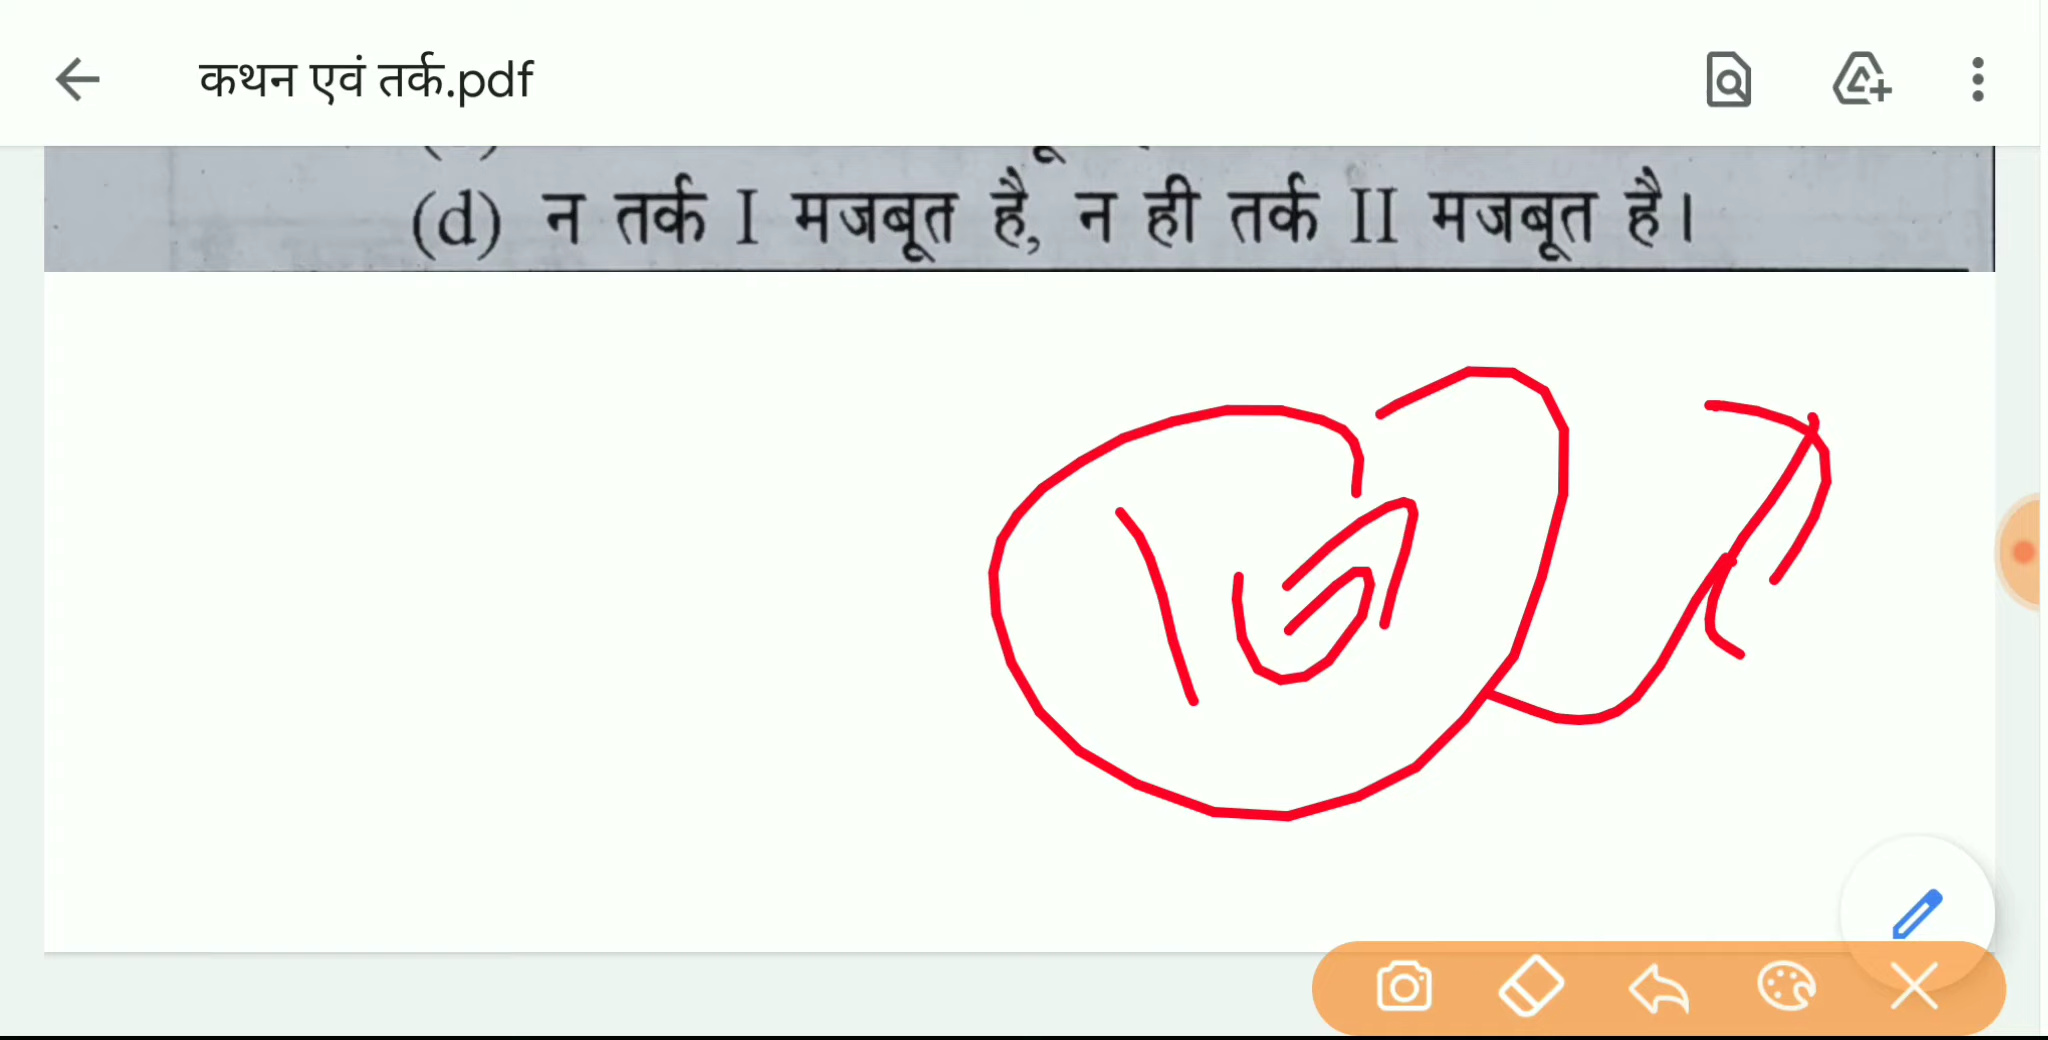 कथन एवं तर्क.pdf
(d) न तर्क I मजबूत है, न ही तर्क II मजबूत है।